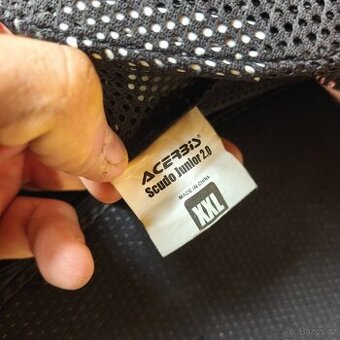 ACERBIS
Scudo Junior 2.0
MADE IN CHINA
XXL